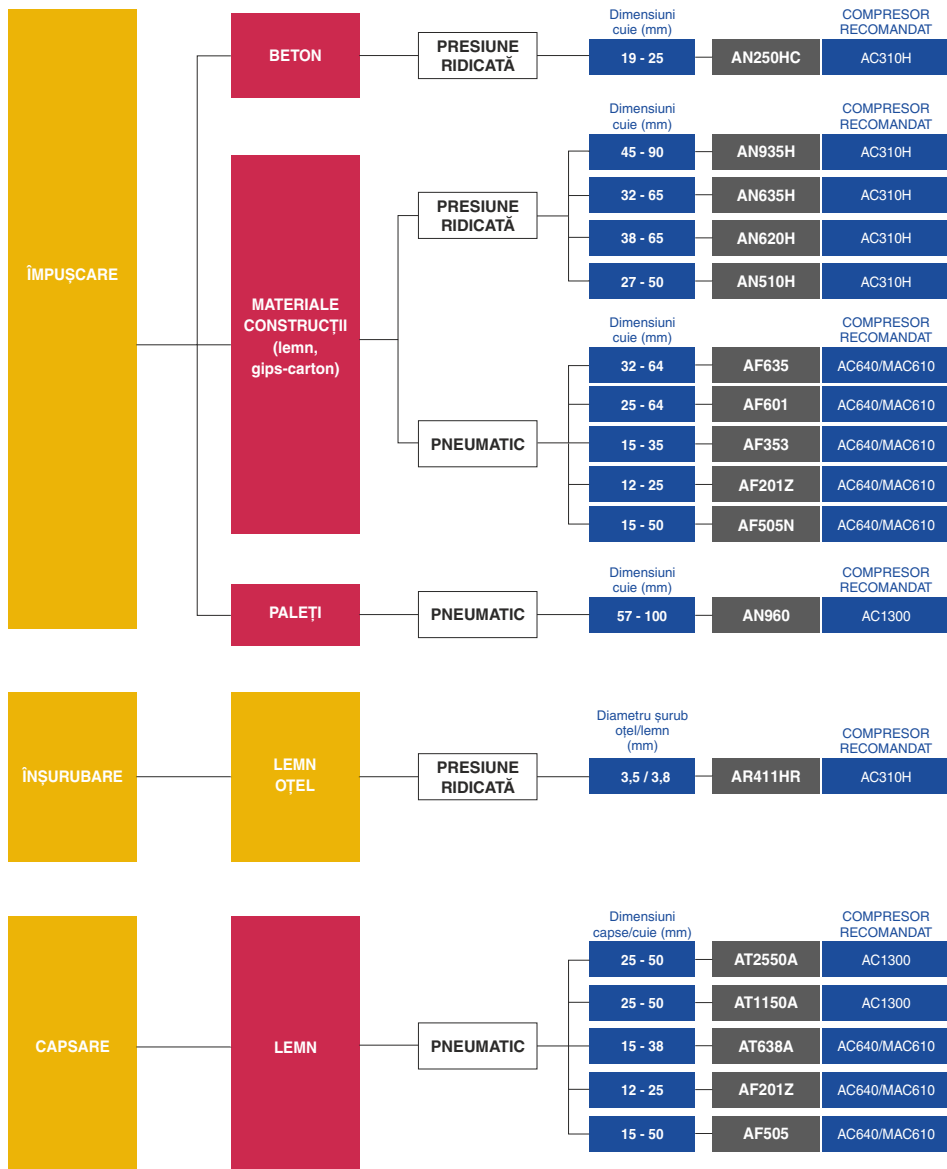 ÎMPUȘCARE
BETON
PRESIUNE
RIDICATĂ
Dimensiuni
cuie (mm)
COMPRESOR
RECOMANDAT
19 - 25
AN250HC
AC310H
MATERIALE
CONSTRUCȚII
(lemn,
gips-carton)
PRESIUNE
RIDICATĂ
Dimensiuni
cuie (mm)
COMPRESOR
RECOMANDAT
45 - 90
AN935H
AC310H
32 - 65
AN635H
AC310H
38 - 65
AN620H
AC310H
27 - 50
AN510H
AC310H
PNEUMATIC
Dimensiuni
cuie (mm)
COMPRESOR
RECOMANDAT
32 - 64
AF635
AC640/MAC610
25 - 64
AF601
AC640/MAC610
15 - 35
AF353
AC640/MAC610
12 - 25
AF201Z
AC640/MAC610
15 - 50
AF505N
AC640/MAC610
PALEȚI
PNEUMATIC
Dimensiuni
cuie (mm)
COMPRESOR
RECOMANDAT
57 - 100
AN960
AC1300
ÎNȘURUBARE
LEMN
OȚEL
PRESIUNE
RIDICATĂ
Diametru șurub
oțel/lemn
(mm)
COMPRESOR
RECOMANDAT
3,5 / 3,8
AR411HR
AC310H
CAPSARE
LEMN
PNEUMATIC
Dimensiuni
capse/cuie (mm)
COMPRESOR
RECOMANDAT
25 - 50
AT2550A
AC1300
25 - 50
AT1150A
AC1300
15 - 38
AT638A
AC640/MAC610
12 - 25
AF201Z
AC640/MAC610
15 - 50
AF505
AC640/MAC610